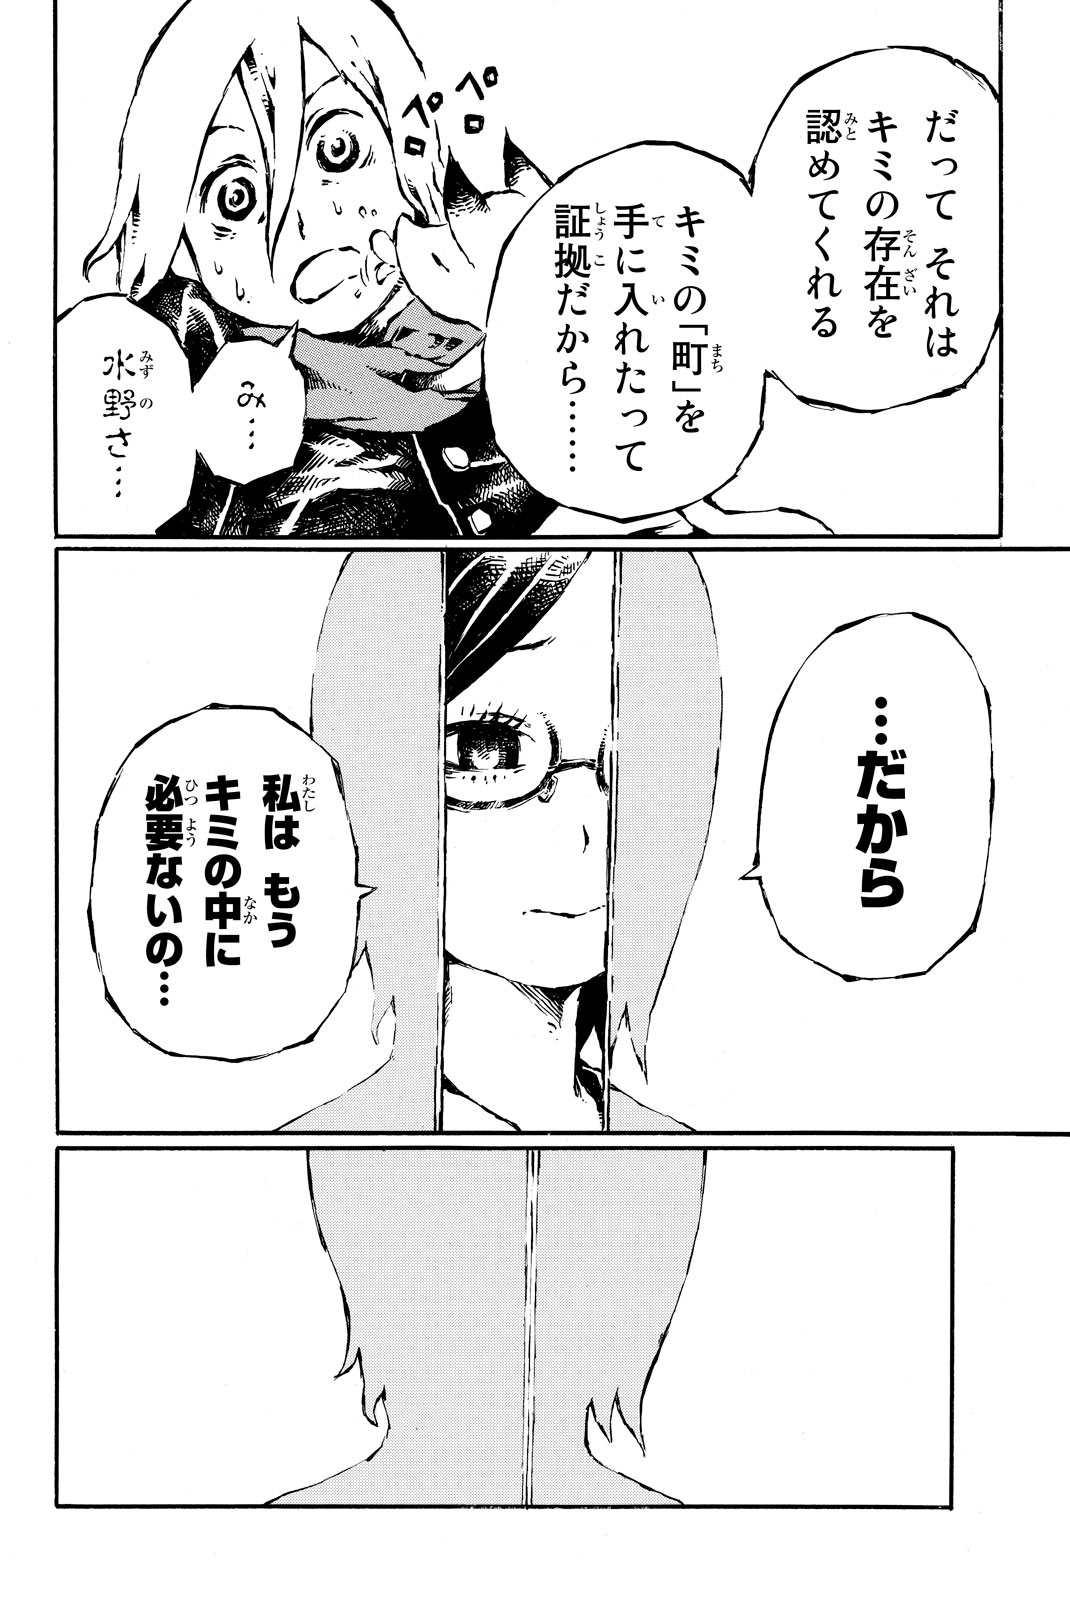 だって それは
キミの存在を
認めてくれる
キミの「町」を
手に入れたって
証拠だから……
ペロ
ペロ
み…
水野さ…
…だから
私は もう
キミの中に
必要ないの…